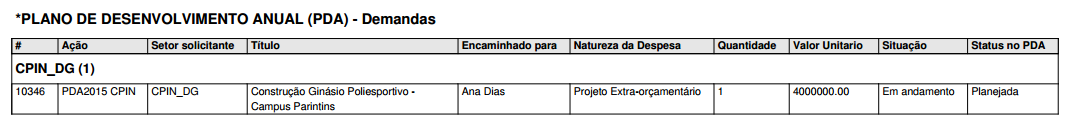 *PLANO DE DESENVOLVIMENTO ANUAL (PDA) - Demandas
# Ação Setor solicitante Título Encaminhado para Natureza da Despesa Quantidade Valor Unitario Situação Status no PDA
CPIN_DG (1)
10346 PDA2015 CPIN CPIN_DG Construção Ginásio Poliesportivo - Ana Dias Projeto Extra-orçamentário 1 4000000.00 Em andamento Planejada
Campus Parintins